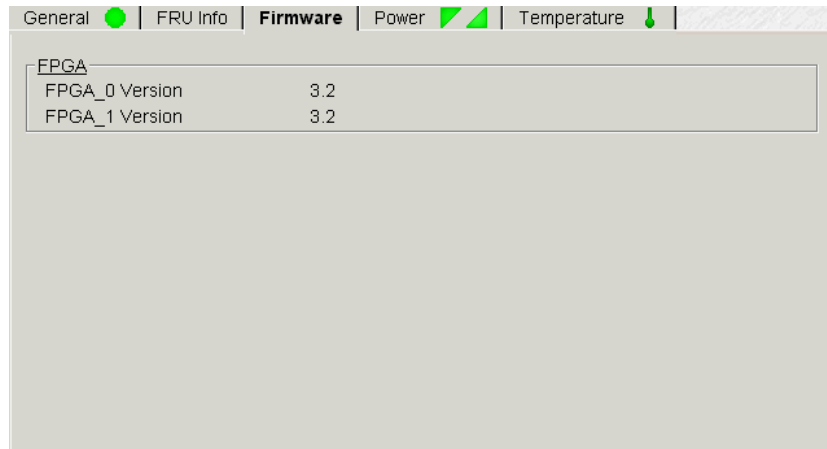 General FRU Info Firmware Power Temperature
FPGA
FPGA_0 Version 3.2
FPGA_1 Version 3.2